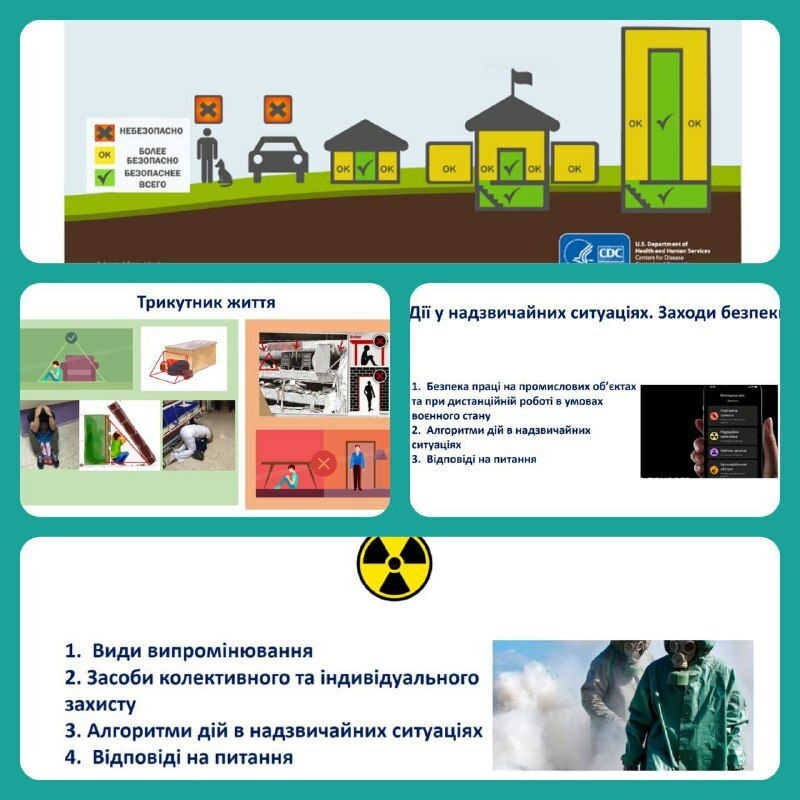 НЕБЕЗОПАСНО
OK
БОЛЕЕ
БЕЗОПАСНО
БЕЗОПАСНЕЕ
ВСЕГО
OK
OK
OK
OK
OK
OK
OK
OK
CDC
U.S. Department of
Health and Human Services
Centers for Disease
Трикутник життя
Дії у надзвичайних ситуаціях. Заходи безпек
1. Безпека праці на промислових об'єктах
та при дистанційній роботі в умовах
воєнного стану
2. Алгоритми дій в надзвичайних
ситуаціях
3. Відповіді на питання
1. Види випромінювання
2. Засоби колективного та індивідуального
захисту
3. Алгоритми дій в надзвичайних ситуаціях
4. Відповіді на питання